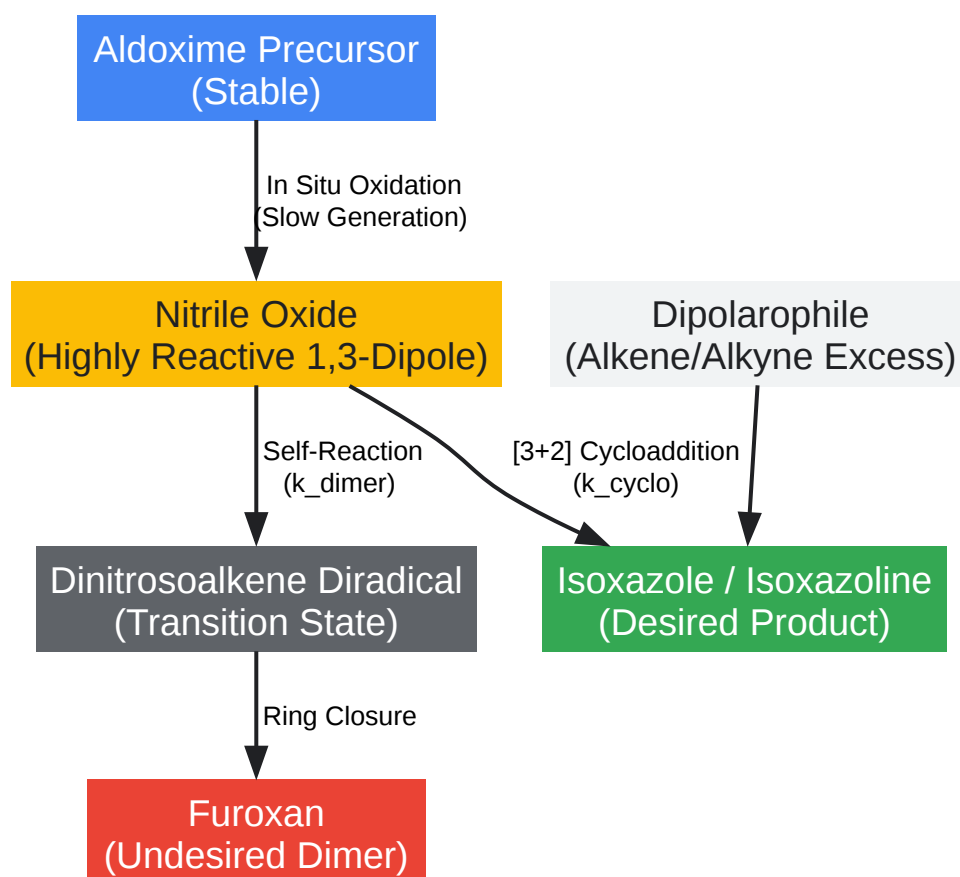 Aldoxime Precursor
(Stable)
In Situ Oxidation
(Slow Generation)
Nitrile Oxide
(Highly Reactive 1,3-Dipole)
Dipolarophile
(Alkene/Alkyne Excess)
Self-Reaction
(k_dimer)
[3+2] Cycloaddition
(k_cyclo)
Dinitrosoalkene Diradical
(Transition State)
Isoxazole / Isoxazoline
(Desired Product)
Ring Closure
Furoxan
(Undesired Dimer)